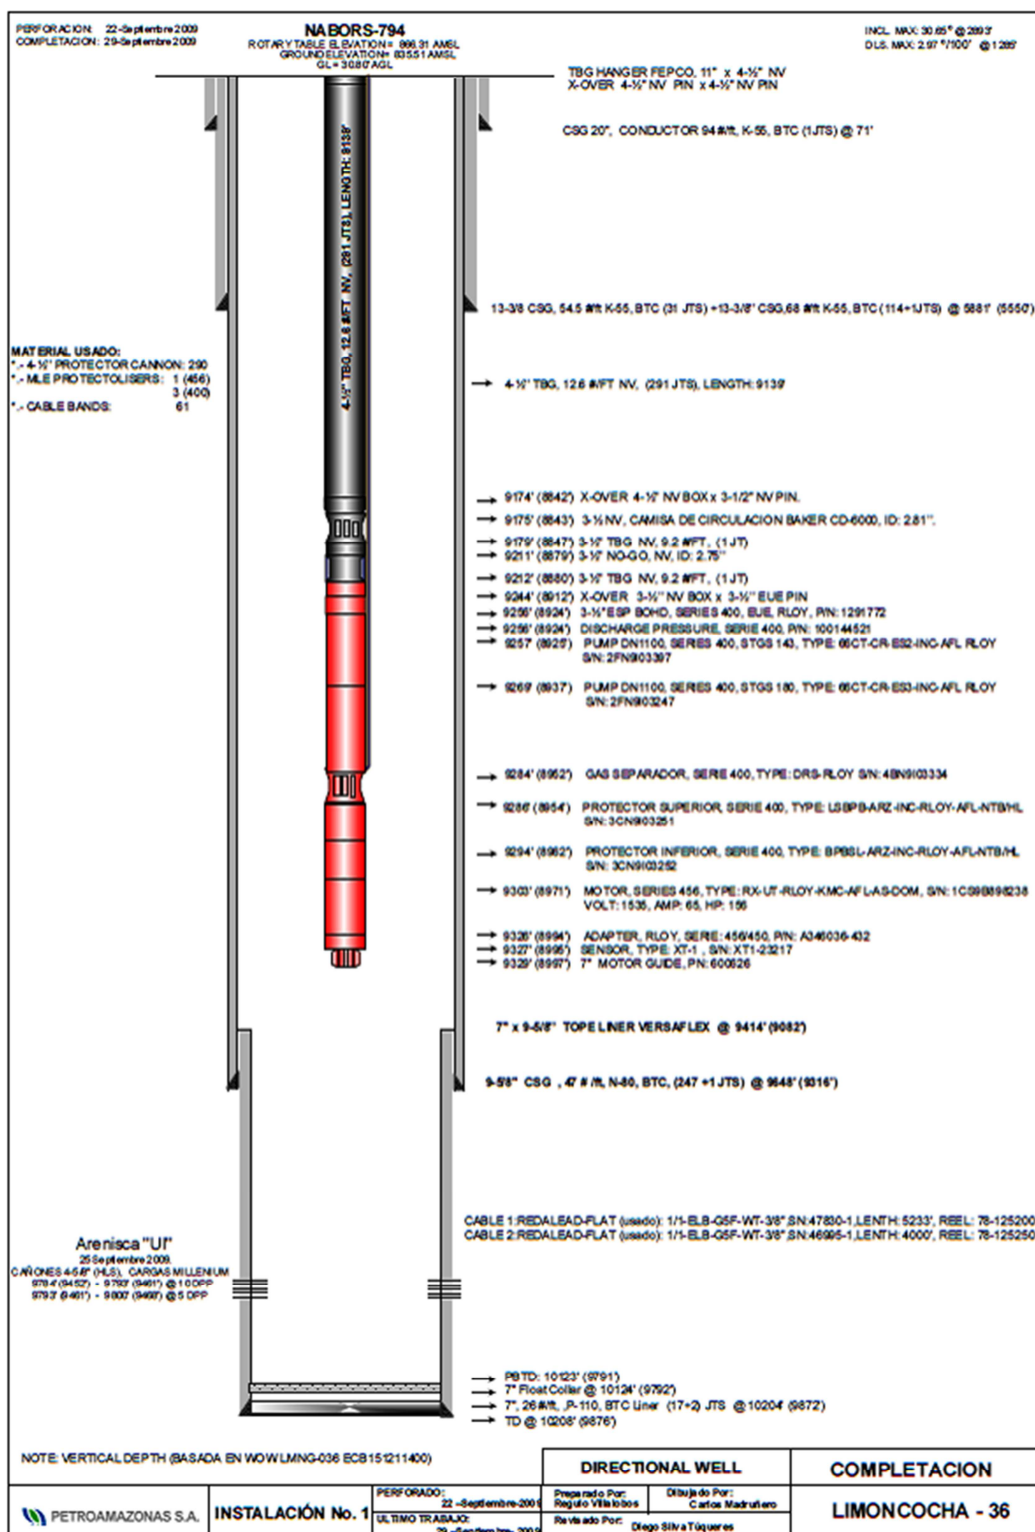 PERFORACION: 22-Septiembre 2009
COMPLETACION: 29-Septiembre 2009
NABORS-794
ROTARY TABLE ELEVATION = 866.31 AMSL
GROUND ELEVATION= 835.51 AMSL
GL = 30.80' AGL
INCL. MAX: 30.65° @ 2893'
DLS. MAX: 2.97 °/100' @ 1286'
TBG HANGER FEPCO, 11" x 4-½" NV
X-OVER 4-½" NV PIN x 4-½" NV PIN
CSG 20", CONDUCTOR 94 #/ft, K-55, BTC (1JTS) @ 71'
4-½" TBG, 12.6 #/FT NV, (291 JTS), LENGTH: 9139'
13-3/8 CSG, 54.5 #/ft K-55, BTC (31 JTS) +13-3/8" CSG,68 #/ft K-55, BTC (114+1JTS) @ 5881' (5550')
MATERIAL USADO:
*.- 4-½" PROTECTOR CANNON: 290
*.- MLE PROTECTOLISERS: 1 (456)
3 (400)
*.- CABLE BANDS: 61
4-½" TBG, 12.6 #/FT NV, (291 JTS), LENGTH: 9139'
9174' (8842') X-OVER 4-½" NV BOX x 3-1/2" NV PIN.
9175' (8843') 3-½ NV, CAMISA DE CIRCULACION BAKER CD-6000, ID: 2.81".
9179' (8847') 3-½" TBG NV, 9.2 #/FT, (1 JT)
9211' (8879') 3-½" NO-GO, NV, ID: 2.75"
9212' (8880') 3-½" TBG NV, 9.2 #/FT, (1 JT)
9244' (8912') X-OVER 3-½" NV BOX x 3-½" EUE PIN
9256' (8924') 3-½" ESP BOHD, SERIES 400, EUE, RLOY, P/N: 1291772
9256' (8924') DISCHARGE PRESSURE, SERIE 400, P/N: 100144521
9257' (8925') PUMP DN1100, SERIES 400, STGS 143, TYPE: 66CT-CR-ES2-INC-AFL RLOY
S/N: 2FN9I03397
9269' (8937') PUMP DN1100, SERIES 400, STGS 180, TYPE: 66CT-CR-ES3-INC-AFL RLOY
S/N: 2FN9I03247
9284' (8952') GAS SEPARADOR, SERIE 400, TYPE: DRS-RLOY S/N: 4BN9I03334
9286' (8954') PROTECTOR SUPERIOR, SERIE 400, TYPE: LSBPB-ARZ-INC-RLOY-AFL-NTB/HL
S/N: 3CN9I03251
9294' (8962') PROTECTOR INFERIOR, SERIE 400, TYPE: BPBSL-ARZ-INC-RLOY-AFL-NTB/HL
S/N: 3CN9I03252
9303' (8971') MOTOR, SERIES 456, TYPE: RX-UT-RLOY-KMC-AFL-AS-DOM, S/N: 1CS9B898238
VOLT: 1535, AMP: 65, HP: 156
9326' (8994') ADAPTER, RLOY, SERIE: 456/450, P/N: A346036-432
9327' (8995') SENSOR, TYPE: XT-1 , S/N: XT1-23217
9329' (8997') 7" MOTOR GUIDE, PN: 600626
7" x 9-5/8" TOPE LINER VERSAFLEX @ 9414' (9082')
9-5/8" CSG , 47 # /ft, N-80, BTC, (247 +1 JTS) @ 9648' (9316')
CABLE 1:REDALEAD-FLAT (usado): 1/1-ELB-G5F-WT-3/8",SN:47830-1,LENTH: 5233', REEL: 78-125200
CABLE 2:REDALEAD-FLAT (usado): 1/1-ELB-G5F-WT-3/8",SN:46995-1,LENTH: 4000', REEL: 78-125250
Arenisca "UI"
25 Septiembre 2009.
CAÑONES 4-5/8" (HLS), CARGAS MILLENIUM
9784' (9452') - 9793' (9461') @ 10 DPP
9793' (9461') - 9800' (9468') @ 5 DPP
PBTD: 10123' (9791')
7" Float Collar @ 10124' (9792')
7", 26 #/ft, P-110, BTC Liner (17+2) JTS @ 10204' (9872')
TD @ 10208' (9876')
NOTE: VERTICAL DEPTH (BASADA EN WOW LMNG-036 ECB151211400)
DIRECTIONAL WELL
COMPLETACION
PETROAMAZONAS S.A.
INSTALACIÓN No. 1
PERFORADO:
22 -Septiembre-2009
ULTIMO TRABAJO:
29 -Septiembre- 2009
Preparado Por:
Regulo Villalobos
Dibujado Por:
Carlos Madruñero
Revisado Por:
Diego Silva Túqueres
LIMONCOCHA - 36